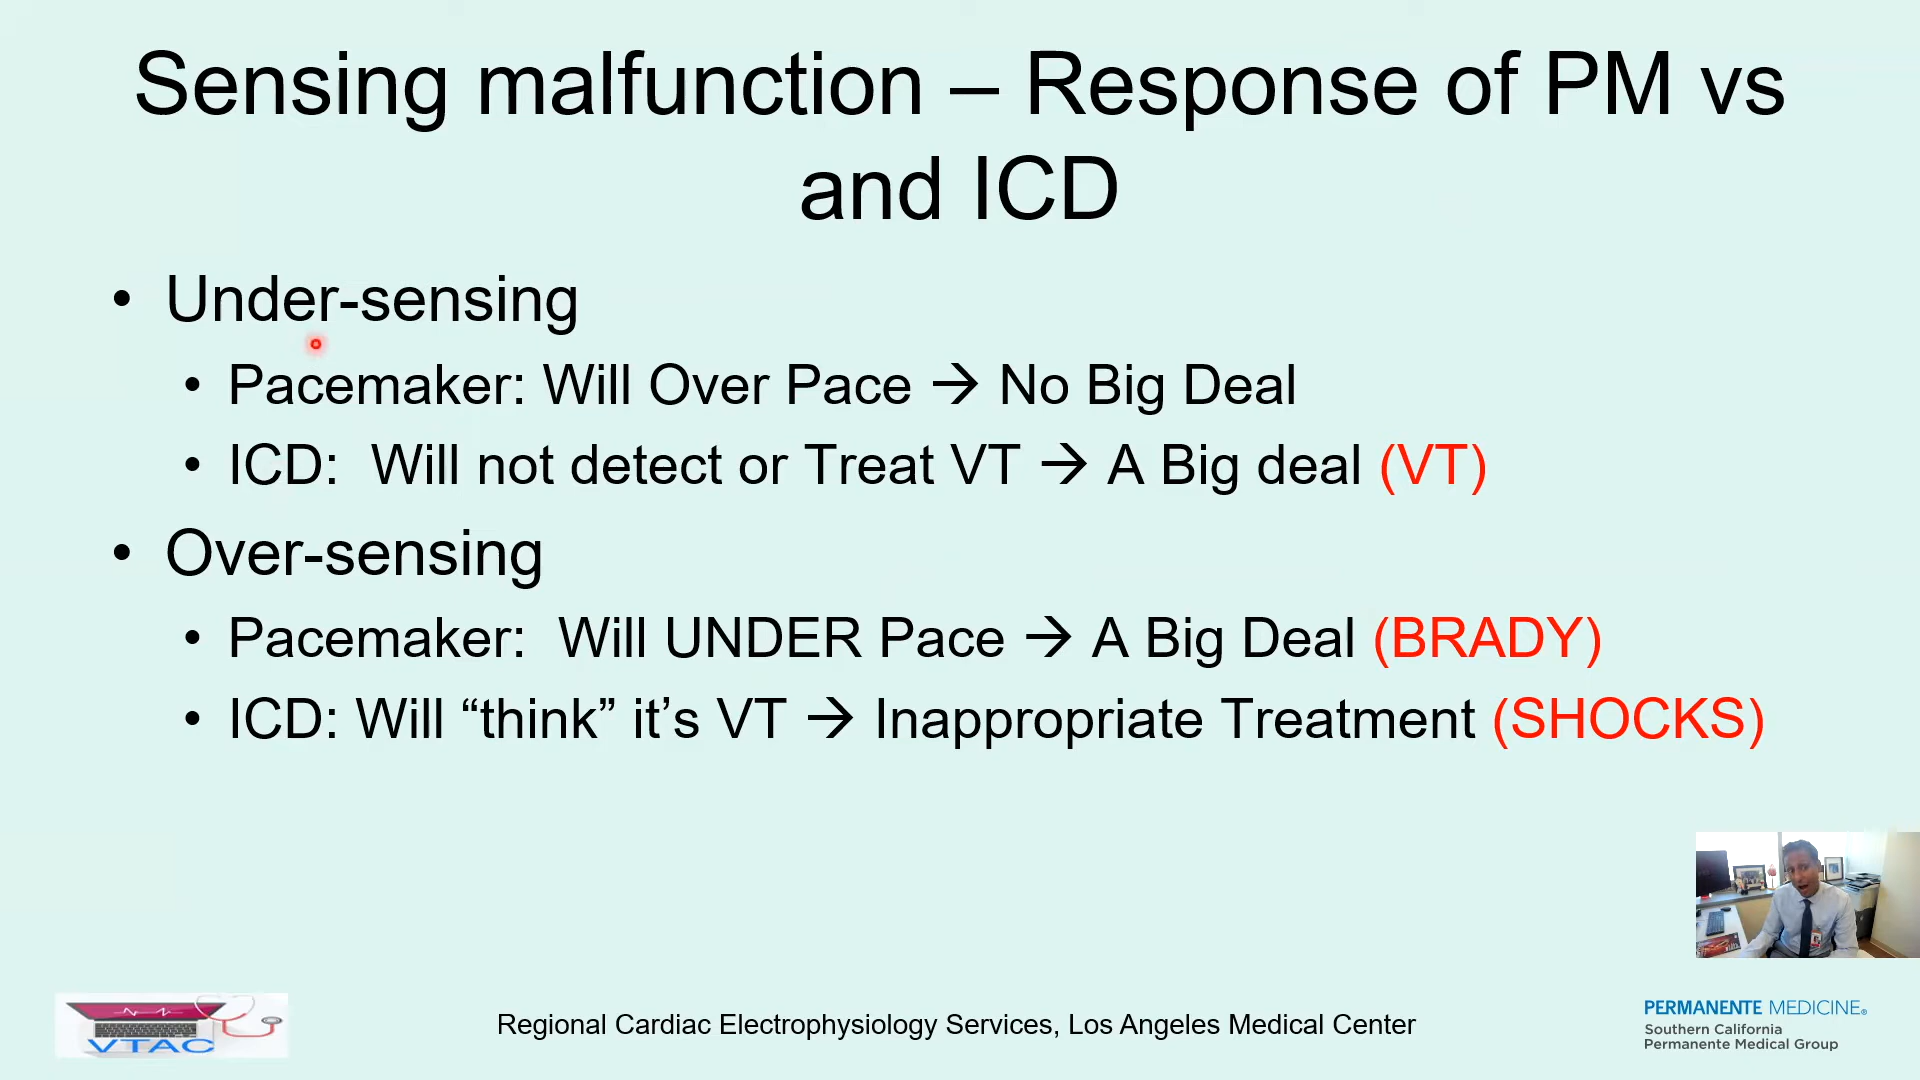 Sensing malfunction – Response of PM vs
and ICD
• Under-sensing
• Pacemaker: Will Over Pace → No Big Deal
• ICD:  Will not detect or Treat VT → A Big deal (VT)
• Over-sensing
• Pacemaker:  Will UNDER Pace → A Big Deal (BRADY)
• ICD: Will “think” it’s VT → Inappropriate Treatment (SHOCKS)
VTAC
Regional Cardiac Electrophysiology Services, Los Angeles Medical Center
PERMANENTE MEDICINE®
Southern California
Permanente Medical Group